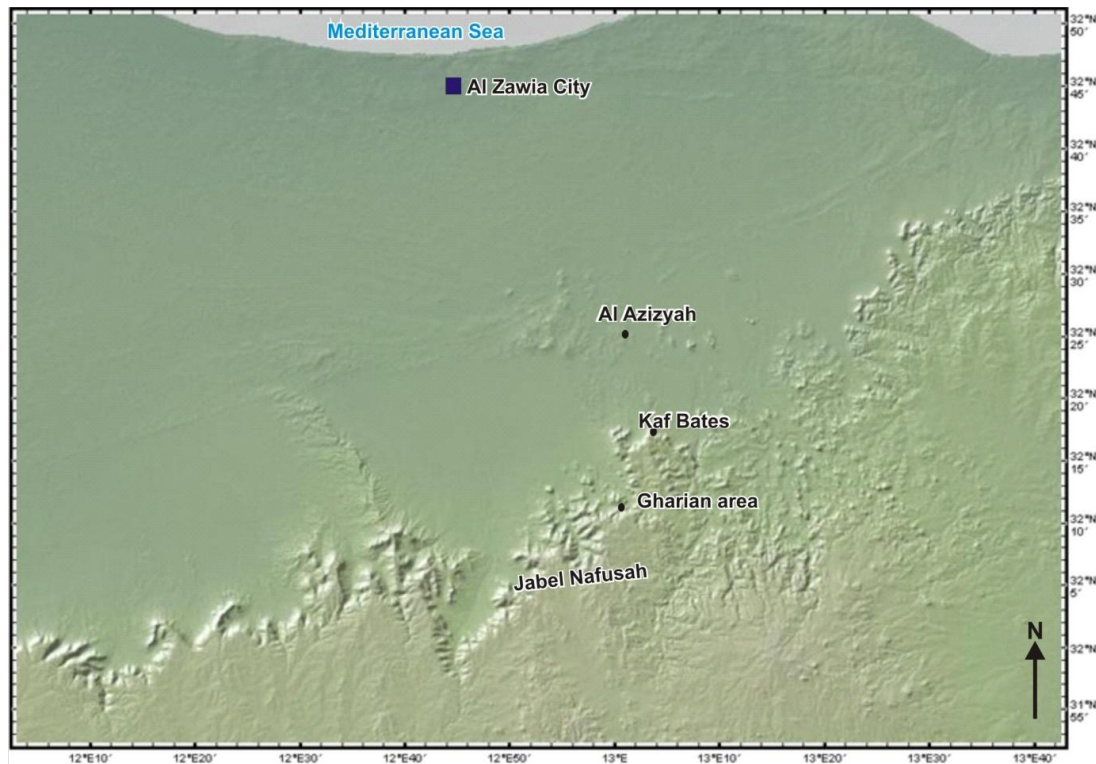 Mediterranean Sea
Al Zawia City
Al Azizyah
Kaf Bates
Gharian area
Jabel Nafusah
N
32°N
50´
32°N
45´
32°N
40´
32°N
35´
32°N
30´
32°N
25´
32°N
20´
32°N
15´
32°N
10´
32°N
5´
32°N
31°N
55´
12°E10´ 12°E20´ 12°E30´ 12°E40´ 12°E50´ 13°E 13°E10´ 13°E20´ 13°E30´ 13°E40´